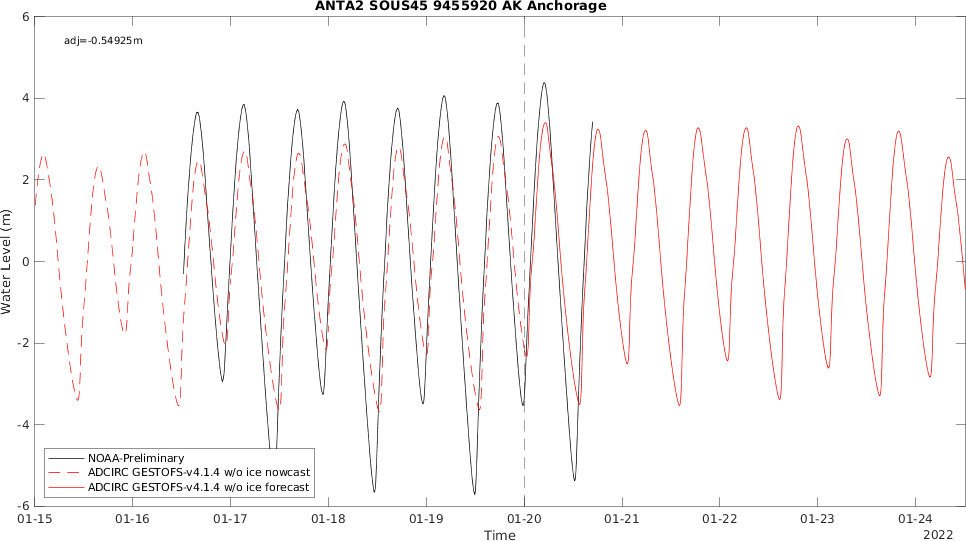 ANTA2 SOUS45 9455920 AK Anchorage
adj=-0.54925m
6
4
2
0
-2
-4
-6
Water Level (m)
NOAA-Preliminary
ADCIRC GESTOFS-v4.1.4 w/o ice nowcast
ADCIRC GESTOFS-v4.1.4 w/o ice forecast
01-15 01-16 01-17 01-18 01-19 01-20 01-21 01-22 01-23 01-24
Time
2022